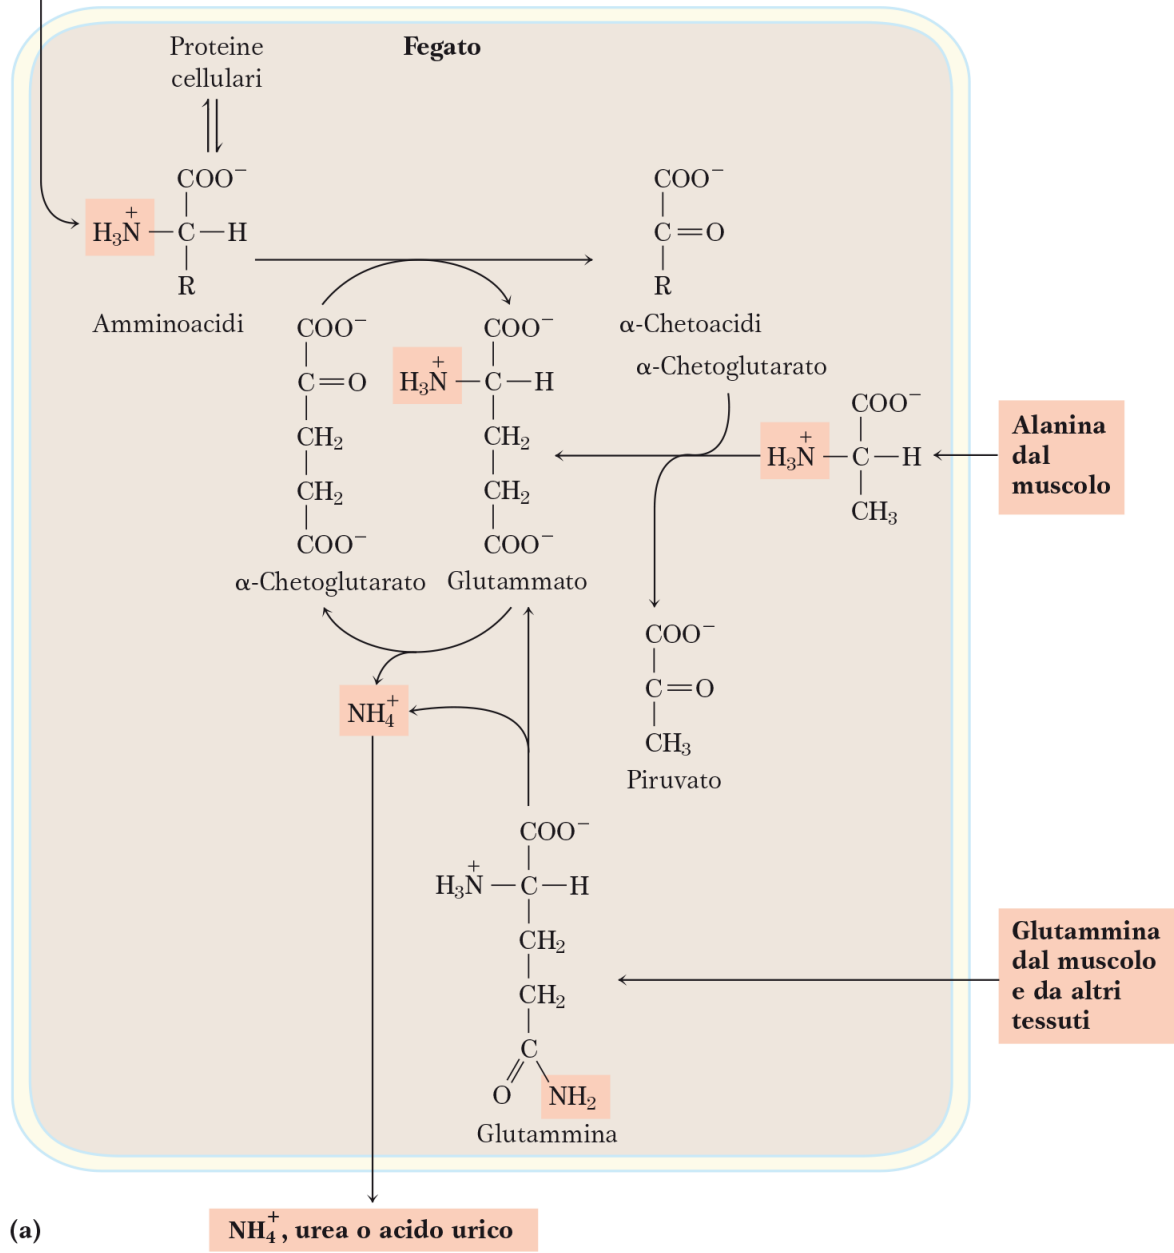 Proteine
cellulari
Fegato
COO⁻
H₃N⁺—C—H
R
Amminoacidi
COO⁻
C=O
R
α-Chetoacidi
COO⁻
C=O
CH₂
CH₂
COO⁻
α-Chetoglutarato
COO⁻
H₃N⁺—C—H
CH₂
CH₂
COO⁻
Glutammato
α-Chetoglutarato
COO⁻
H₃N⁺—C—H
CH₃
Alanina
dal
muscolo
COO⁻
C=O
CH₃
Piruvato
NH₄⁺
COO⁻
H₃N⁺—C—H
CH₂
CH₂
C
O NH₂
Glutammina
Glutammina
dal muscolo
e da altri
tessuti
(a)
NH₄⁺, urea o acido urico